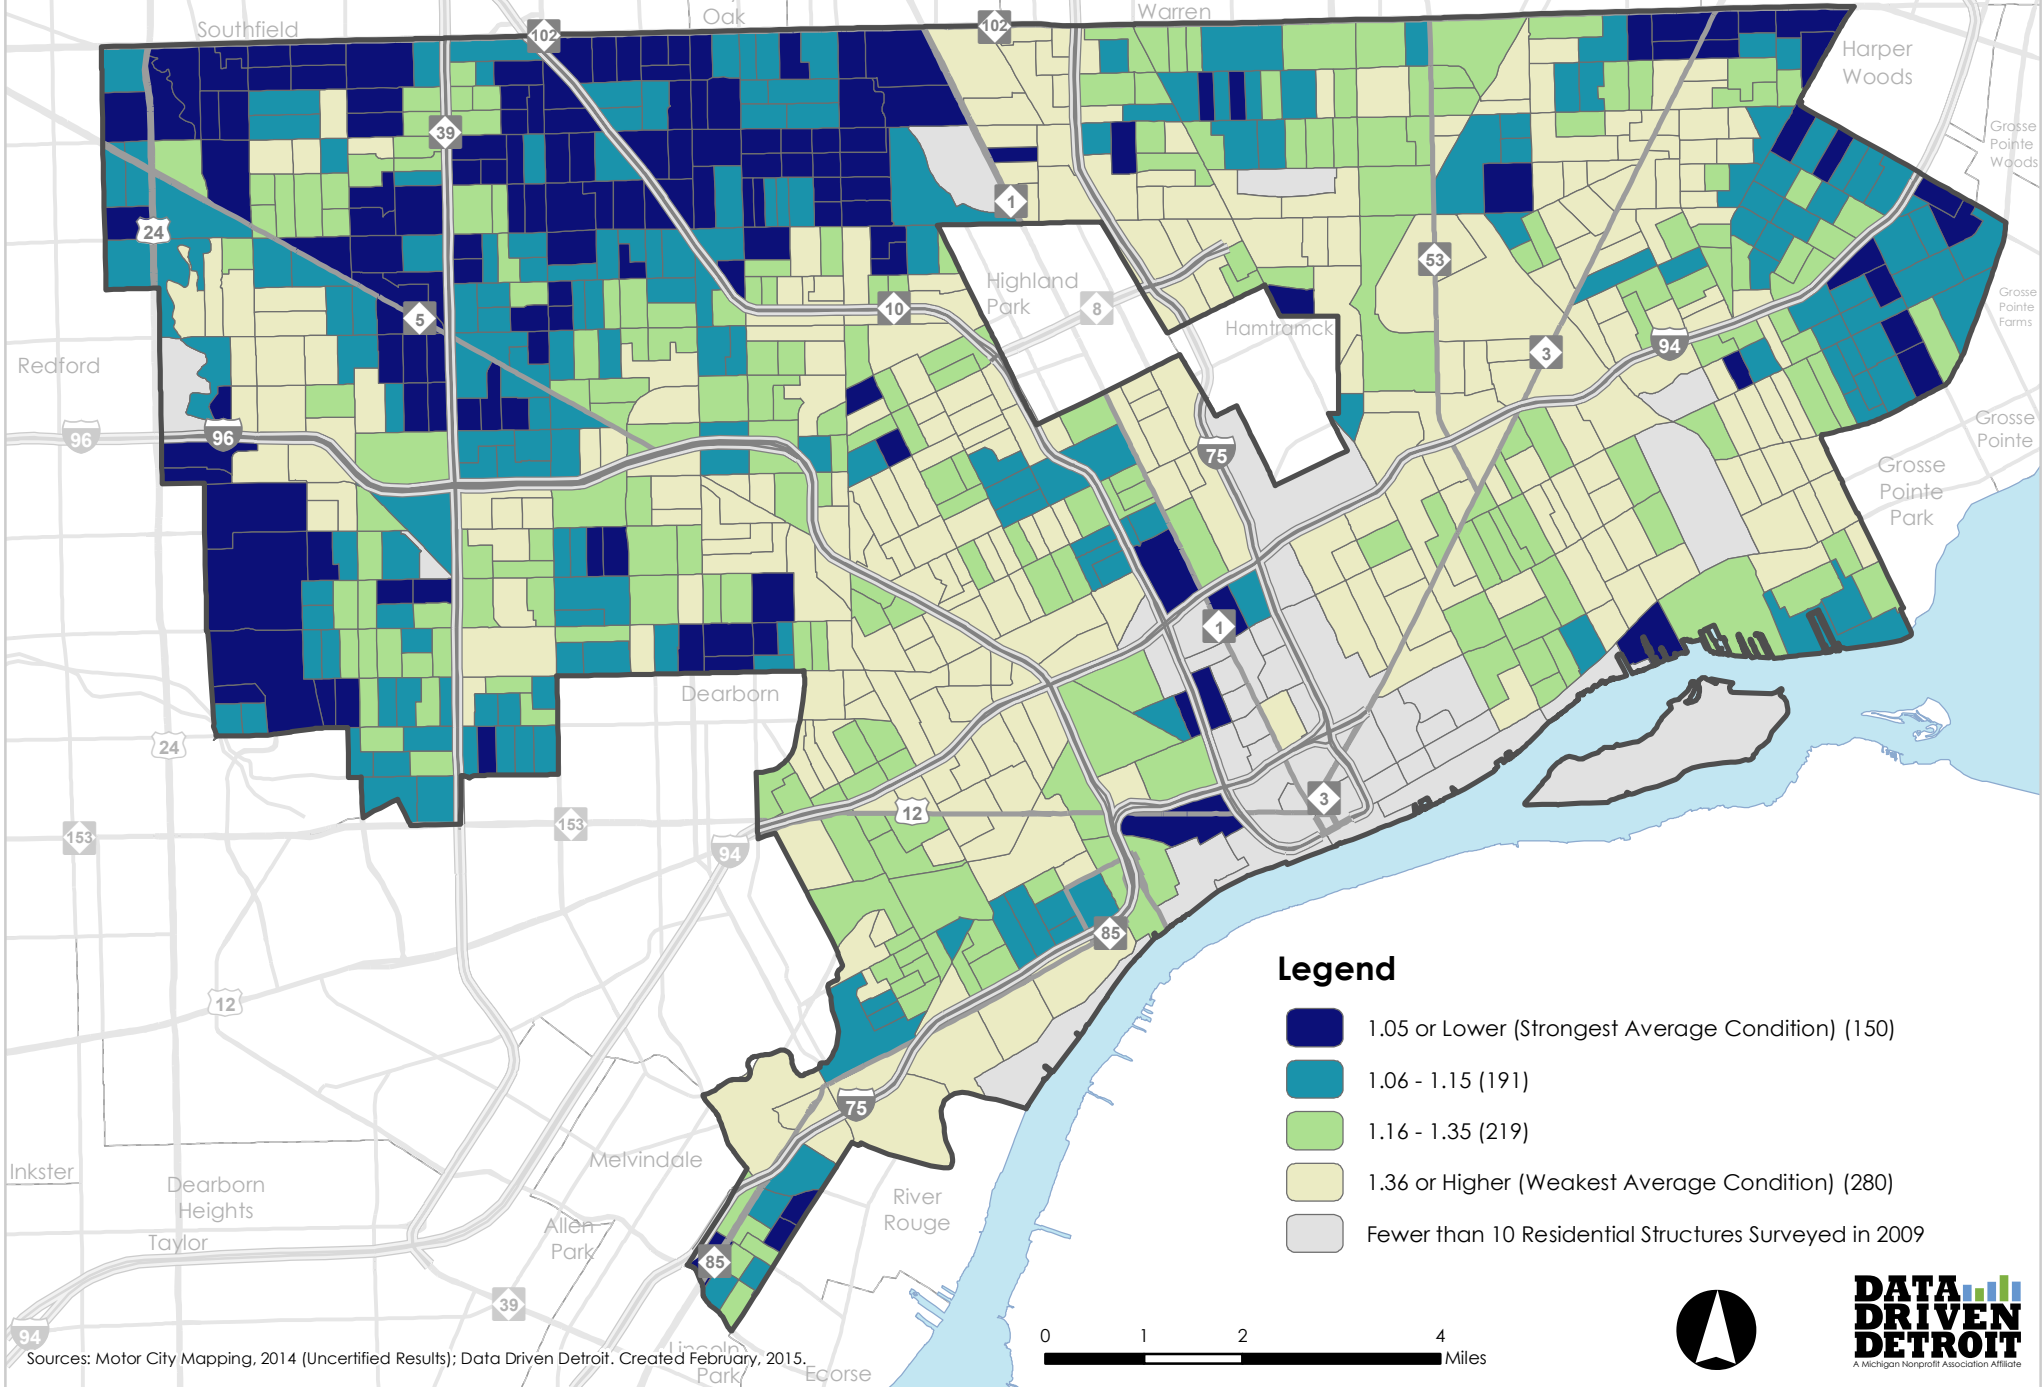 Southfield
Oak
Warren
102
102
Harper
Woods
39
Grosse
Pointe
Woods
1
24
53
Highland
Park
8
Hamtramck
Grosse
Pointe
Farms
5
10
3
94
Redford
96
96
75
Grosse
Pointe
Grosse
Pointe
Park
1
Dearborn
24
12
3
153
153
94
85
12
75
Inkster
Melvindale
Dearborn
Heights
River
Rouge
Allen
Park
Taylor
85
39
94
Lincoln
Park
Ecorse
Legend
1.05 or Lower (Strongest Average Condition) (150)
1.06 - 1.15 (191)
1.16 - 1.35 (219)
1.36 or Higher (Weakest Average Condition) (280)
Fewer than 10 Residential Structures Surveyed in 2009
0 1 2 4
Miles
DATA
DRIVEN
DETROIT
A Michigan Nonprofit Association Affiliate
Sources: Motor City Mapping, 2014 (Uncertified Results); Data Driven Detroit. Created February, 2015.